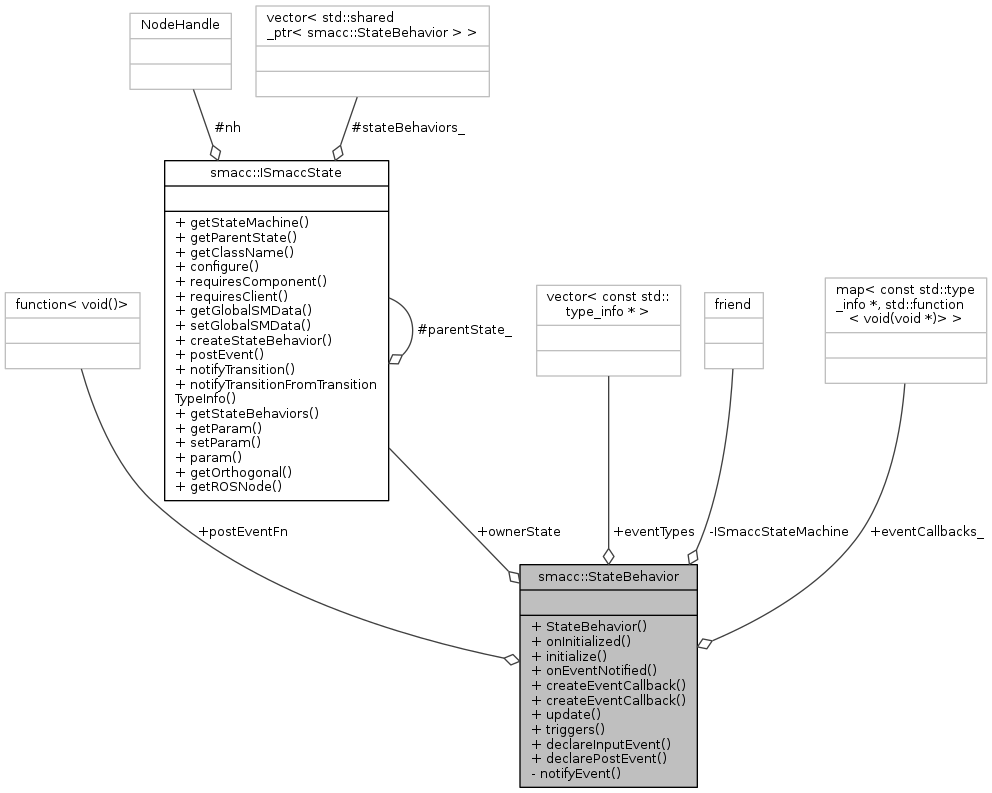 NodeHandle
vector< std::shared
_ptr< smacc::StateBehavior > >
#nh
#stateBehaviors_
smacc::ISmaccState
+ getStateMachine()
+ getParentState()
+ getClassName()
+ configure()
+ requiresComponent()
+ requiresClient()
+ getGlobalSMData()
+ setGlobalSMData()
+ createStateBehavior()
+ postEvent()
+ notifyTransition()
+ notifyTransitionFromTransition
TypeInfo()
+ getStateBehaviors()
+ getParam()
+ setParam()
+ param()
+ getOrthogonal()
+ getROSNode()
#parentState_
function< void()>
vector< const std::
type_info * >
friend
map< const std::type
_info *, std::function
< void(void *)> >
+postEventFn
+ownerState
+eventTypes
-ISmaccStateMachine
+eventCallbacks_
smacc::StateBehavior
+ StateBehavior()
+ onInitialized()
+ initialize()
+ onEventNotified()
+ createEventCallback()
+ createEventCallback()
+ update()
+ triggers()
+ declareInputEvent()
+ declarePostEvent()
- notifyEvent()